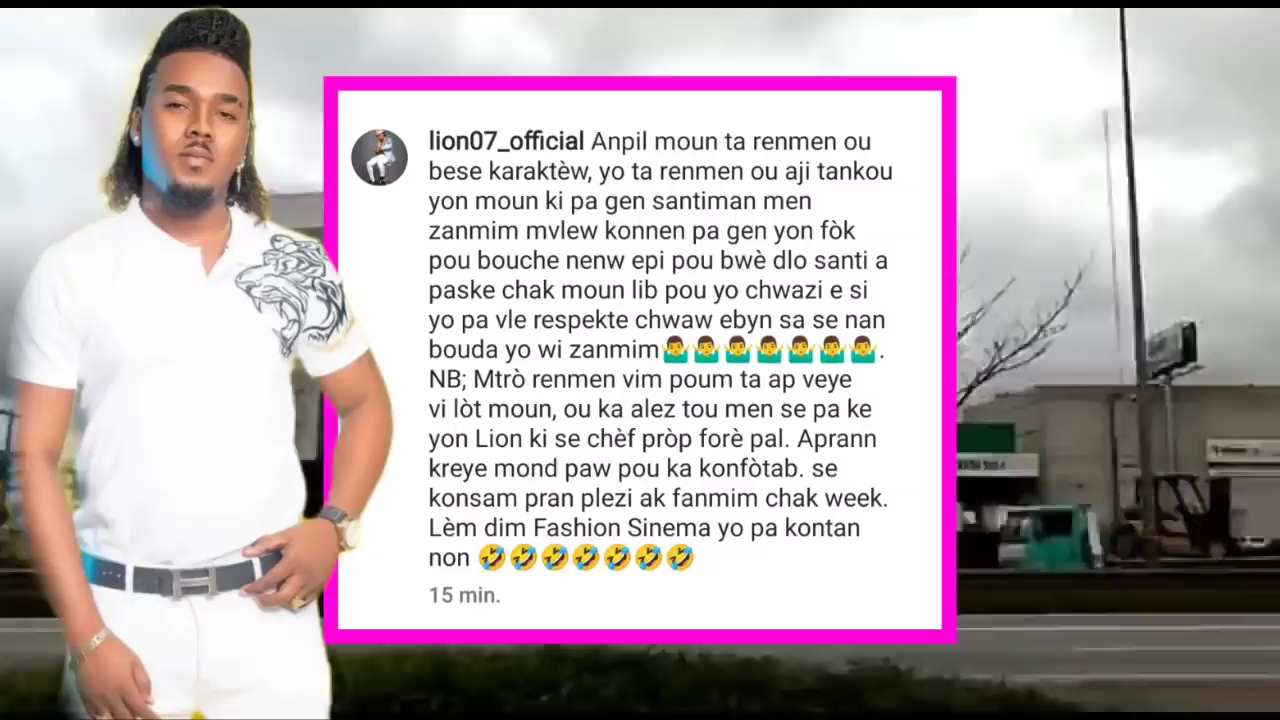 lion07_official Anpil moun ta renmen ou
bese karaktèw, yo ta renmen ou aji tankou
yon moun ki pa gen santiman men
zanmim mvlew konnen pa gen yon fòk
pou bouche nenw epi pou bwè dlo santi a
paske chak moun lib pou yo chwazi e si
yo pa vle respekte chwaw ebyn sa se nan
bouda yo wi zanmim🤷‍♂️🤷‍♂️🤷‍♂️🤷‍♂️🤷‍♂️🤷‍♂️🤷‍♂️.
NB; Mtrò renmen vim poum ta ap veye
vi lòt moun, ou ka alez tou men se pa ke
yon Lion ki se chèf pròp forè pal. Aprann
kreye mond paw pou ka konfòtab. se
konsam pran plezi ak fanmim chak week.
Lèm dim Fashion Sinema yo pa kontan
non 🤣🤣🤣🤣🤣🤣🤣
15 min.